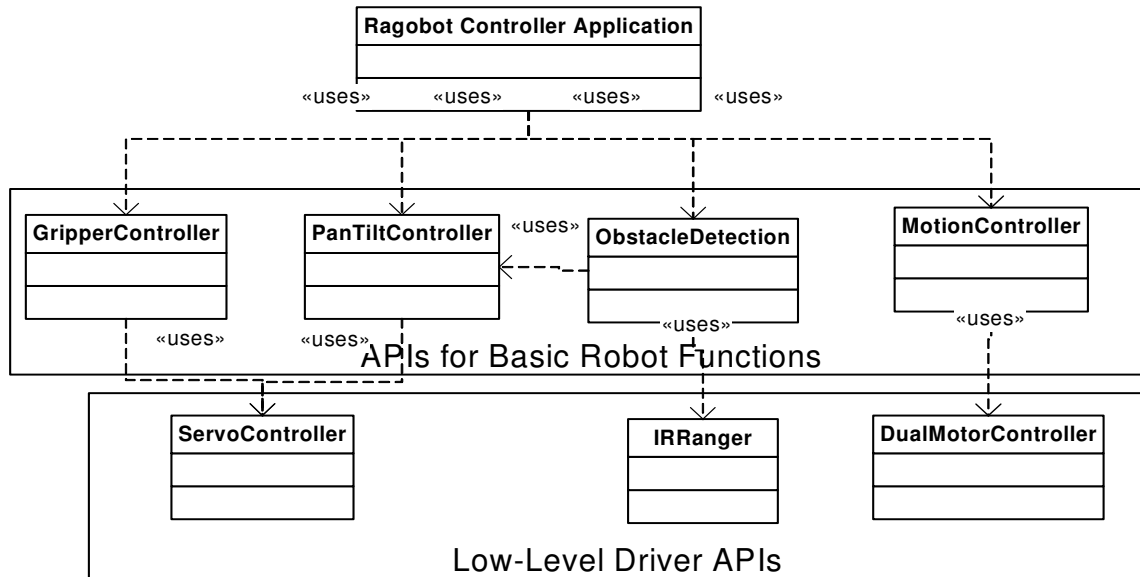 Ragobot Controller Application
«uses» «uses» «uses» «uses»
GripperController
PanTiltController
«uses»
ObstacleDetection
MotionController
«uses»
«uses»
«uses»
«uses»
APIs for Basic Robot Functions
ServoController
IRRanger
DualMotorController
Low-Level Driver APIs